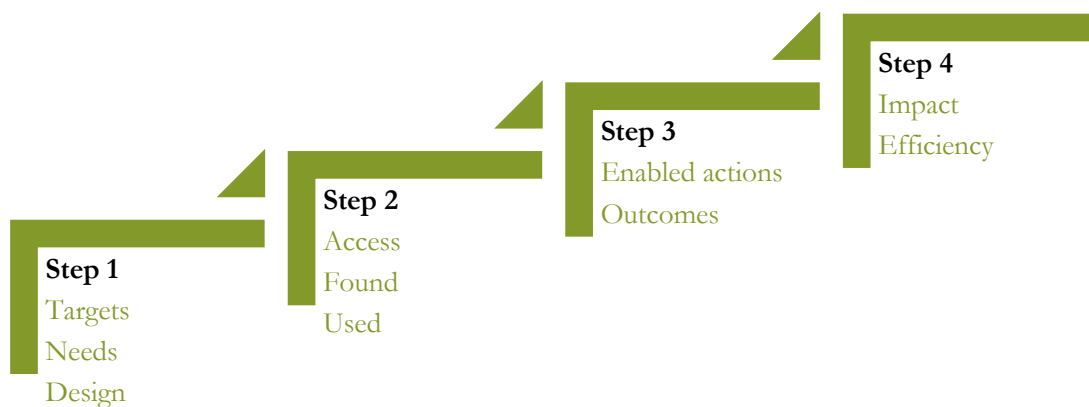 Step 1
Targets
Needs
Design
Step 2
Access
Found
Used
Step 3
Enabled actions
Outcomes
Step 4
Impact
Efficiency